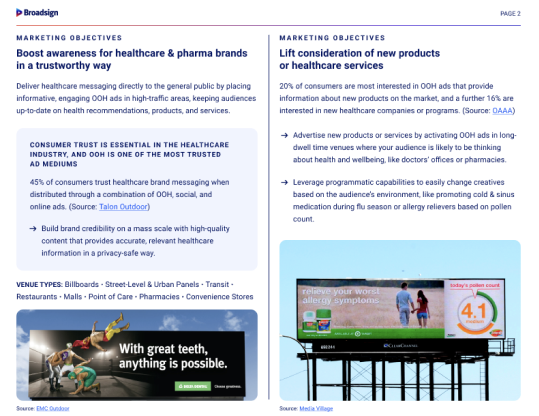 Broadsign
PAGE 2
MARKETING OBJECTIVES
Boost awareness for healthcare & pharma brands
in a trustworthy way
Deliver healthcare messaging directly to the general public by placing
informative, engaging OOH ads in high-traffic areas, keeping audiences
up-to-date on health recommendations, products, and services.
CONSUMER TRUST IS ESSENTIAL IN THE HEALTHCARE
INDUSTRY, AND OOH IS ONE OF THE MOST TRUSTED
AD MEDIUMS
45% of consumers trust healthcare brand messaging when
distributed through a combination of OOH, social, and
online ads. (Source: Talon Outdoor)
→ Build brand credibility on a mass scale with high-quality
content that provides accurate, relevant healthcare
information in a privacy-safe way.
VENUE TYPES: Billboards • Street-Level & Urban Panels • Transit •
Restaurants • Malls • Point of Care • Pharmacies • Convenience Stores
With great teeth,
anything is possible.
Source: EMC Outdoor
MARKETING OBJECTIVES
Lift consideration of new products
or healthcare services
20% of consumers are most interested in OOH ads that provide
information about new products on the market, and a further 16% are
interested in new healthcare companies or programs. (Source: OAAA)
→ Advertise new products or services by activating OOH ads in long-
dwell time venues where your audience is likely to be thinking
about health and wellbeing, like doctors' offices or pharmacies.
→ Leverage programmatic capabilities to easily change creatives
based on the audience's environment, like promoting cold & sinus
medication during flu season or allergy relievers based on pollen
count.
relieve your worst
allergy symptoms
today's pollen count
4.1
medium
Source: Media Village